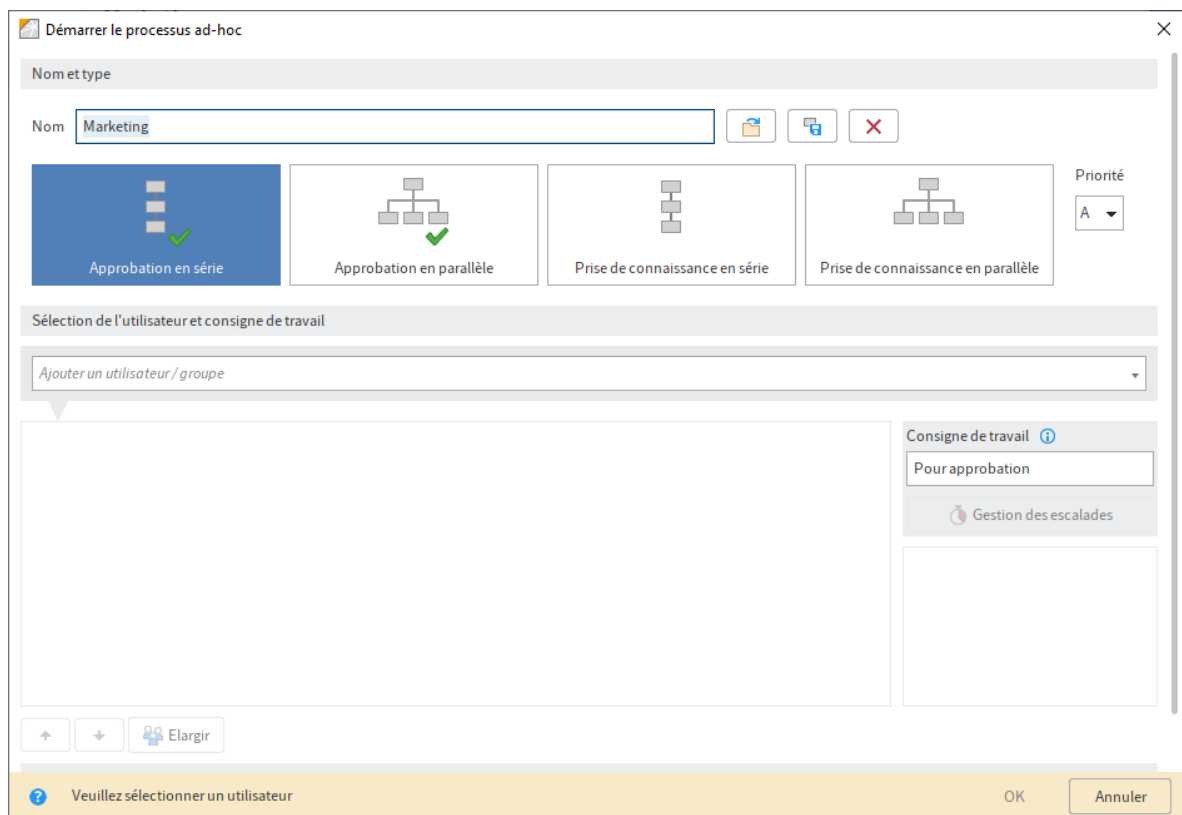 Démarrer le processus ad-hoc
Nom et type
Nom Marketing
Priorité
A
Approbation en série Approbation en parallèle Prise de connaissance en série Prise de connaissance en parallèle
Sélection de l'utilisateur et consigne de travail
Ajouter un utilisateur / groupe
Consigne de travail
Pour approbation
Gestion des escalades
Elargir
Veuillez sélectionner un utilisateur OK Annuler